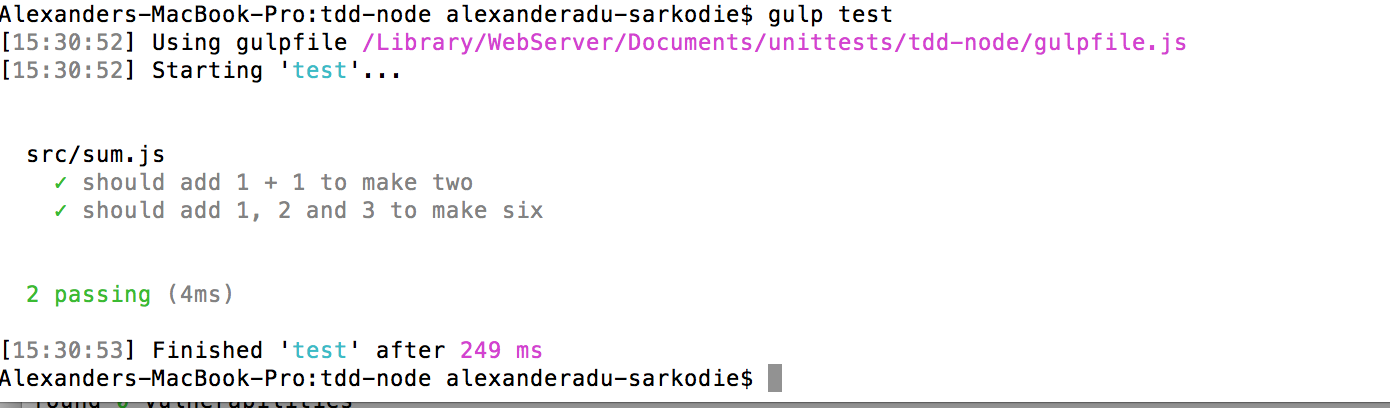 Alexanders-MacBook-Pro:tdd-node alexanderadu-sarkodie$ gulp test
[15:30:52] Using gulpfile /Library/WebServer/Documents/unittests/tdd-node/gulpfile.js
[15:30:52] Starting 'test'...
src/sum.js
✓ should add 1 + 1 to make two
✓ should add 1, 2 and 3 to make six
2 passing (4ms)
[15:30:53] Finished 'test' after 249 ms
Alexanders-MacBook-Pro:tdd-node alexanderadu-sarkodie$
found 0 vulnerabilities